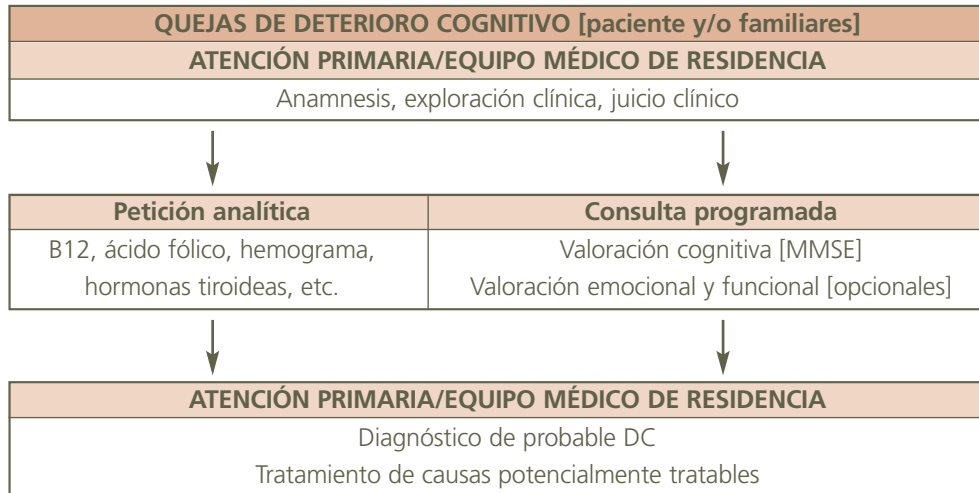 QUEJAS DE DETERIORO COGNITIVO [paciente y/o familiares]
ATENCIÓN PRIMARIA/EQUIPO MÉDICO DE RESIDENCIA
Anamnesis, exploración clínica, juicio clínico
Petición analítica
B12, ácido fólico, hemograma,
hormonas tiroideas, etc.
Consulta programada
Valoración cognitiva [MMSE]
Valoración emocional y funcional [opcionales]
ATENCIÓN PRIMARIA/EQUIPO MÉDICO DE RESIDENCIA
Diagnóstico de probable DC
Tratamiento de causas potencialmente tratables